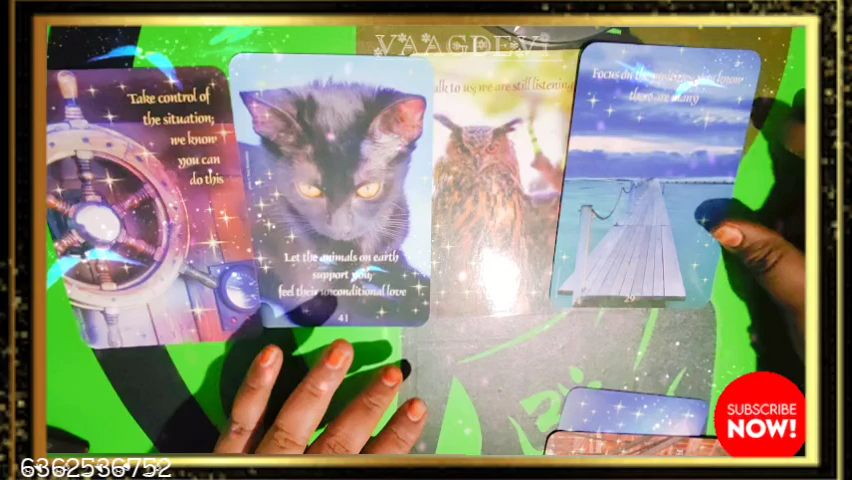 VAAGDEVI
Take control of
the situation;
we know
you can
do this
Let the animals on earth
support you,
feel their unconditional love
41
talk to us; we are still listening
Focus on the
know
there are many
29
SUBSCRIBE
NOW!
6362536752